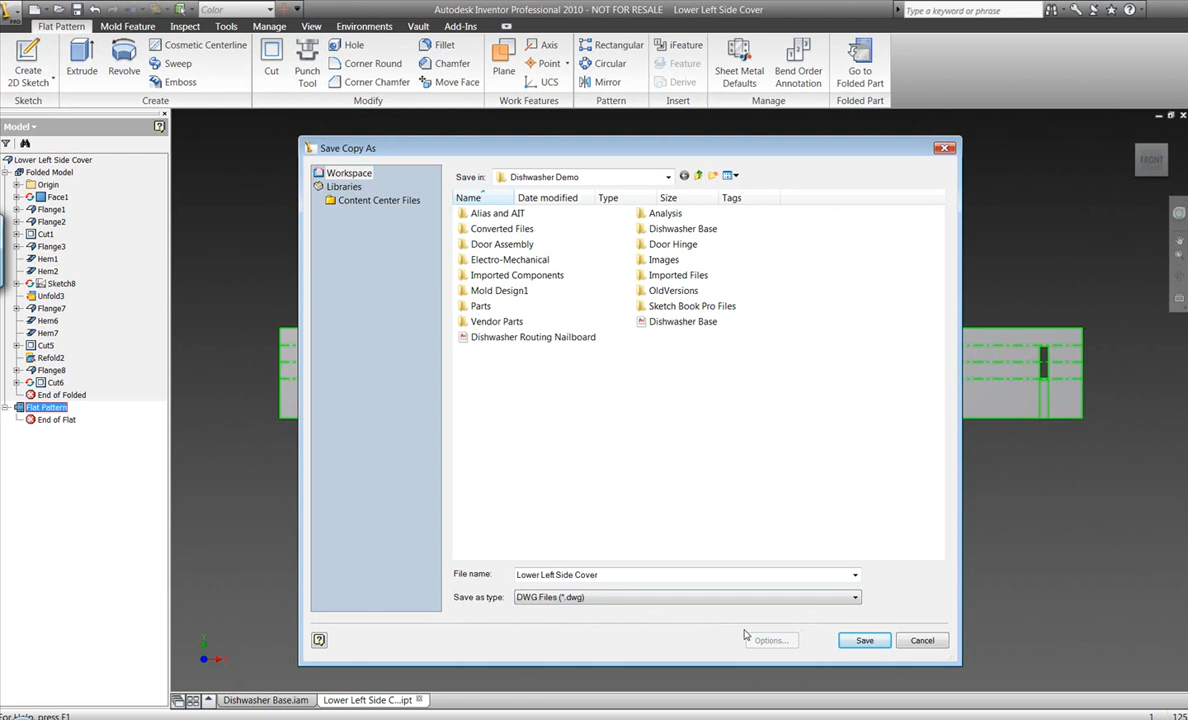 PRO
Color
Autodesk Inventor Professional 2010 - NOT FOR RESALE Lower Left Side Cover
Type a keyword or phrase
Flat Pattern Mold Feature Inspect Tools Manage View Environments Vault Add-Ins
Create 2D Sketch
Extrude
Revolve
Cosmetic Centerline
Sweep
Emboss
Cut
Punch Tool
Hole
Corner Round
Corner Chamfer
Fillet
Chamfer
Move Face
Plane
Axis
Point
UCS
Rectangular
Circular
Mirror
iFeature
Feature
Derive
Sheet Metal Defaults
Bend Order Annotation
Go to Folded Part
Sketch Create Modify Work Features Pattern Insert Manage Folded Part
Model
Lower Left Side Cover
Folded Model
Origin
Face1
Flange1
Flange2
Cut1
Flange3
Hem1
Hem2
Sketch8
Unfold3
Flange7
Hem6
Hem7
Cut5
Refold2
Flange8
Cut6
End of Folded
Flat Pattern
End of Flat
FRONT
Save Copy As
Workspace
Libraries
Content Center Files
Save in: Dishwasher Demo
Name Date modified Type Size Tags
Alias and AIT
Converted Files
Door Assembly
Electro-Mechanical
Imported Components
Mold Design1
Parts
Vendor Parts
Dishwasher Routing Nailboard
Analysis
Dishwasher Base
Door Hinge
Images
Imported Files
OldVersions
Sketch Book Pro Files
Dishwasher Base
File name: Lower Left Side Cover
Save as type: DWG Files (*.dwg)
Options... Save Cancel
Dishwasher Base.iam Lower Left Side C...ipt
For Help, press F1
1 125